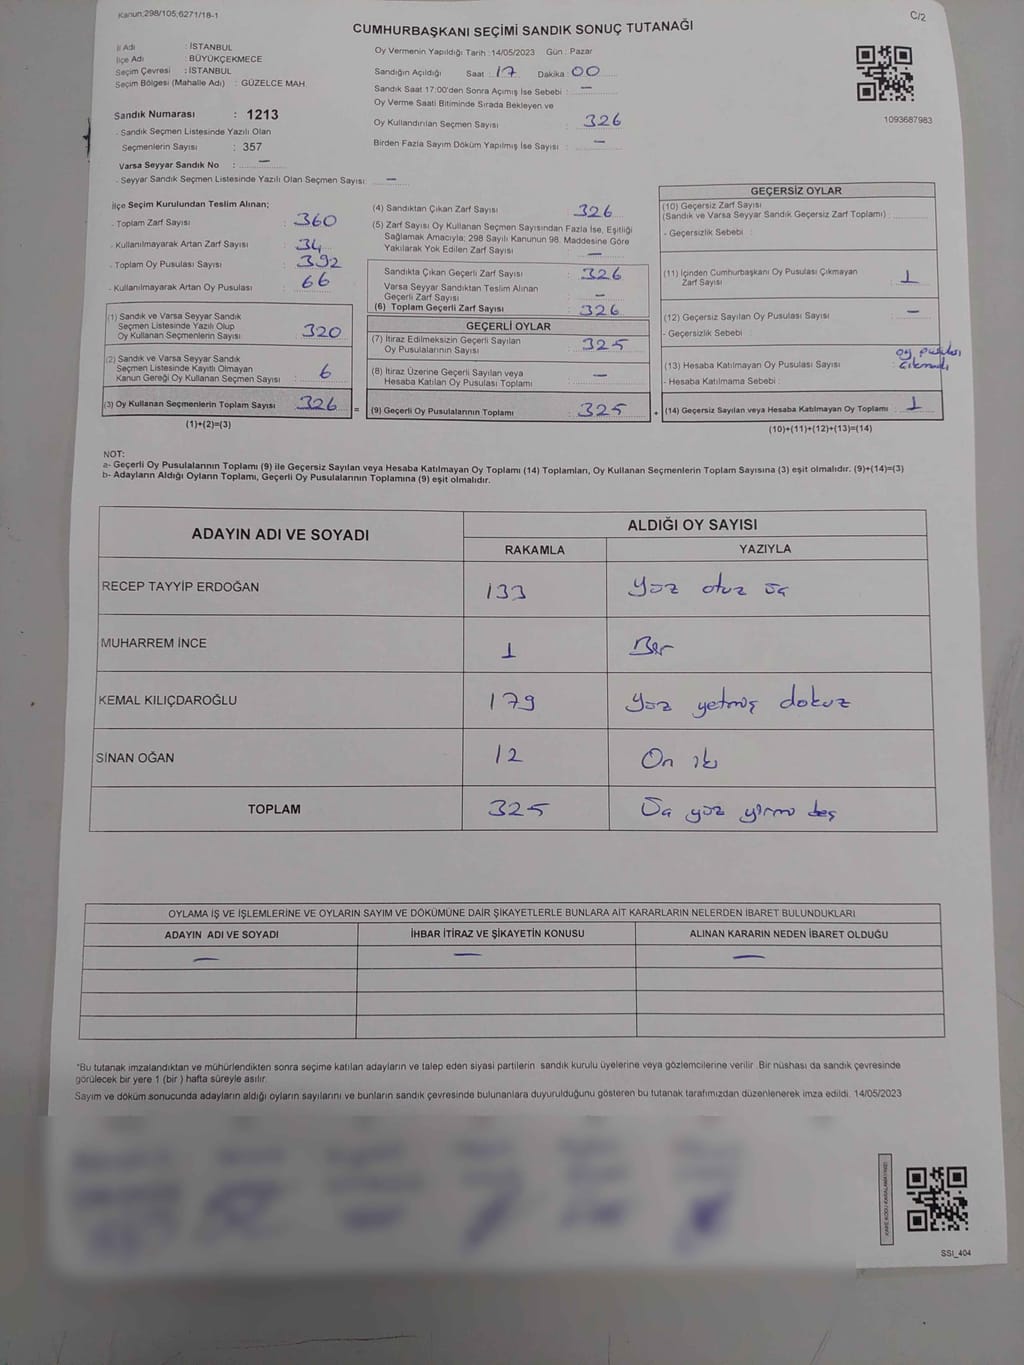 Kanun;298/105;6271/18-1
C/2
CUMHURBAŞKANI SEÇİMİ SANDIK SONUÇ TUTANAĞI
İl Adı : İSTANBUL
İlçe Adı : BÜYÜKÇEKMECE
Seçim Çevresi : İSTANBUL
Seçim Bölgesi (Mahalle Adı) : GÜZELCE MAH
Sandık Numarası : 1213
- Sandık Seçmen Listesinde Yazılı Olan
Seçmenlerin Sayısı : 357
Varsa Seyyar Sandık No : —
- Seyyar Sandık Seçmen Listesinde Yazılı Olan Seçmen Sayısı: —
Oy Vermenin Yapıldığı Tarih :14/05/2023 Gün : Pazar
Sandığın Açıldığı Saat : 17 Dakika 00
Sandık Saat 17:00'den Sonra Açımış İse Sebebi : —
Oy Verme Saati Bitiminde Sırada Bekleyen ve
Oy Kullandırılan Seçmen Sayısı : 326
Birden Fazla Sayım Döküm Yapılmış İse Sayısı : —
1093687983
İlçe Seçim Kurulundan Teslim Alınan;
- Toplam Zarf Sayısı : 360
- Kullanılmayarak Artan Zarf Sayısı : 34
- Toplam Oy Pusulası Sayısı : 392
- Kullanılmayarak Artan Oy Pusulası : 66
(1) Sandık ve Varsa Seyyar Sandık
Seçmen Listesinde Yazılı Olup
Oy Kullanan Seçmenlerin Sayısı : 320
(2) Sandık ve Varsa Seyyar Sandık
Seçmen Listesinde Kayıtlı Olmayan
Kanun Gereği Oy Kullanan Seçmen Sayısı : 6
(3) Oy Kullanan Seçmenlerin Toplam Sayısı : 326 =
(1)+(2)=(3)
(4) Sandıktan Çıkan Zarf Sayısı : 326
(5) Zarf Sayısı Oy Kullanan Seçmen Sayısından Fazla İse, Eşitliği
Sağlamak Amacıyla; 298 Sayılı Kanunun 98. Maddesine Göre
Yakılarak Yok Edilen Zarf Sayısı : —
Sandıkta Çıkan Geçerli Zarf Sayısı : 326
Varsa Seyyar Sandıktan Teslim Alınan
Geçerli Zarf Sayısı : —
(6) Toplam Geçerli Zarf Sayısı : 326
GEÇERLİ OYLAR
(7) İtiraz Edilmeksizin Geçerli Sayılan
Oy Pusulalarının Sayısı : 325
(8) İtiraz Üzerine Geçerli Sayılan veya
Hesaba Katılan Oy Pusulası Toplamı : —
(9) Geçerli Oy Pusulalarının Toplamı : 325 +
GEÇERSİZ OYLAR
(10) Geçersiz Zarf Sayısı
(Sandık ve Varsa Seyyar Sandık Geçersiz Zarf Toplamı) :
- Geçersizlik Sebebi :
(11) İçinden Cumhurbaşkanı Oy Pusulası Çıkmayan
Zarf Sayısı : 1
(12) Geçersiz Sayılan Oy Pusulası Sayısı : —
- Geçersizlik Sebebi :
oy pusulası
(13) Hesaba Katılmayan Oy Pusulası Sayısı : çıkmadı
- Hesaba Katılmama Sebebi :
(14) Geçersiz Sayılan veya Hesaba Katılmayan Oy Toplamı : 1
(10)+(11)+(12)+(13)=(14)
NOT:
a- Geçerli Oy Pusulalarının Toplamı (9) ile Geçersiz Sayılan veya Hesaba Katılmayan Oy Toplamı (14) Toplamları, Oy Kullanan Seçmenlerin Toplam Sayısına (3) eşit olmalıdır. (9)+(14)=(3)
b- Adayların Aldığı Oyların Toplamı, Geçerli Oy Pusulalarının Toplamına (9) eşit olmalıdır.
ADAYIN ADI VE SOYADI
ALDIĞI OY SAYISI
RAKAMLA YAZIYLA
RECEP TAYYİP ERDOĞAN 133 Yüz otuz üç
MUHARREM İNCE 1 Bir
KEMAL KILIÇDAROĞLU 179 Yüz yetmiş dokuz
SİNAN OĞAN 12 On iki
TOPLAM 325 Üç yüz yirmi beş
OYLAMA İŞ VE İŞLEMLERİNE VE OYLARIN SAYIM VE DÖKÜMÜNE DAİR ŞİKAYETLERLE BUNLARA AİT KARARLARIN NELERDEN İBARET BULUNDUKLARI
ADAYIN ADI VE SOYADI İHBAR İTİRAZ VE ŞİKAYETİN KONUSU ALINAN KARARIN NEDEN İBARET OLDUĞU
— — —
*Bu tutanak imzalandıktan ve mühürlendikten sonra seçime katılan adayların ve talep eden siyasi partilerin sandık kurulu üyelerine veya gözlemcilerine verilir. Bir nüshası da sandık çevresinde
görülecek bir yere 1 (bir ) hafta süreyle asılır.
Sayım ve döküm sonucunda adayların aldığı oyların sayılarını ve bunların sandık çevresinde bulunanlara duyurulduğunu gösteren bu tutanak tarafımızdan düzenlenerek imza edildi. 14/05/2023
KARE KODU KARALAMAYINIZ!
SSI_404